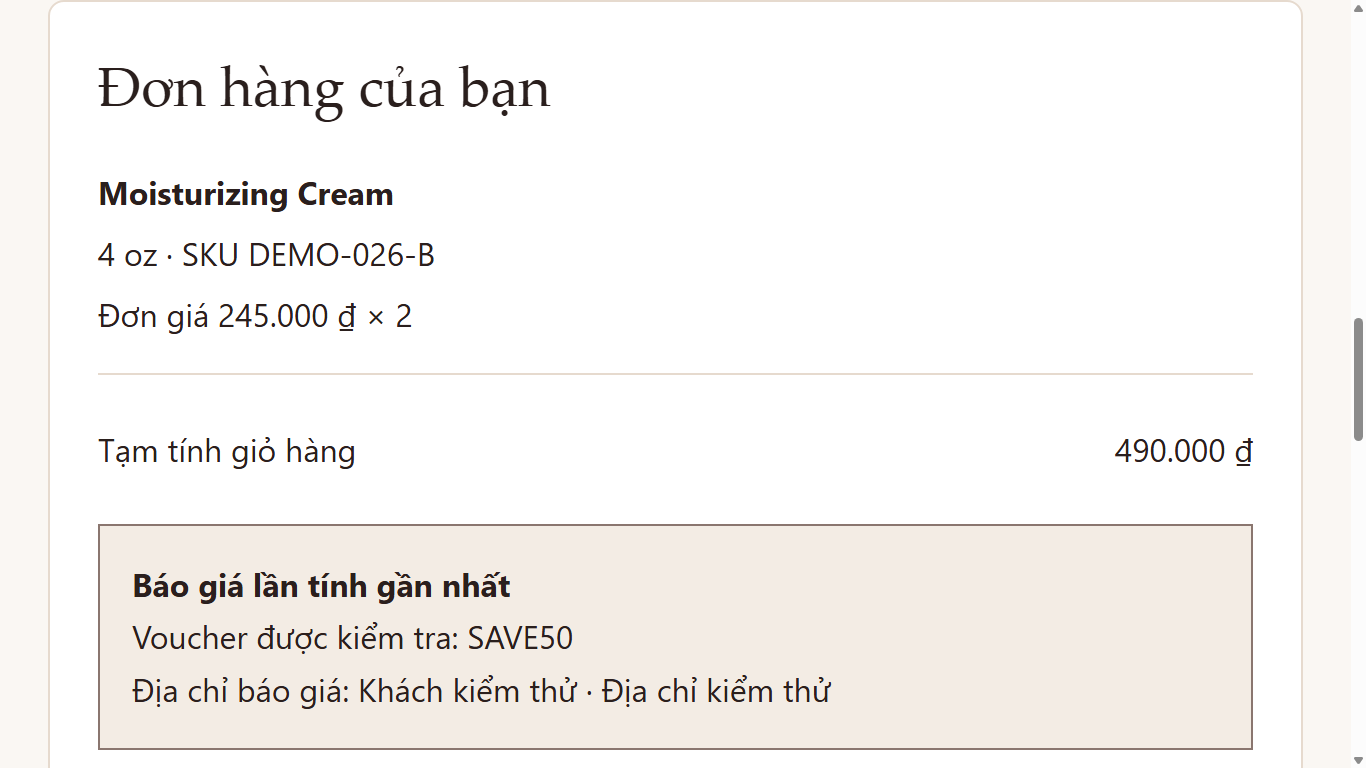 Đơn hàng của bạn
Moisturizing Cream
4 oz · SKU DEMO-026-B
Đơn giá 245.000 ₫ × 2
Tạm tính giỏ hàng 490.000 ₫
Báo giá lần tính gần nhất
Voucher được kiểm tra: SAVE50
Địa chỉ báo giá: Khách kiểm thử · Địa chỉ kiểm thử